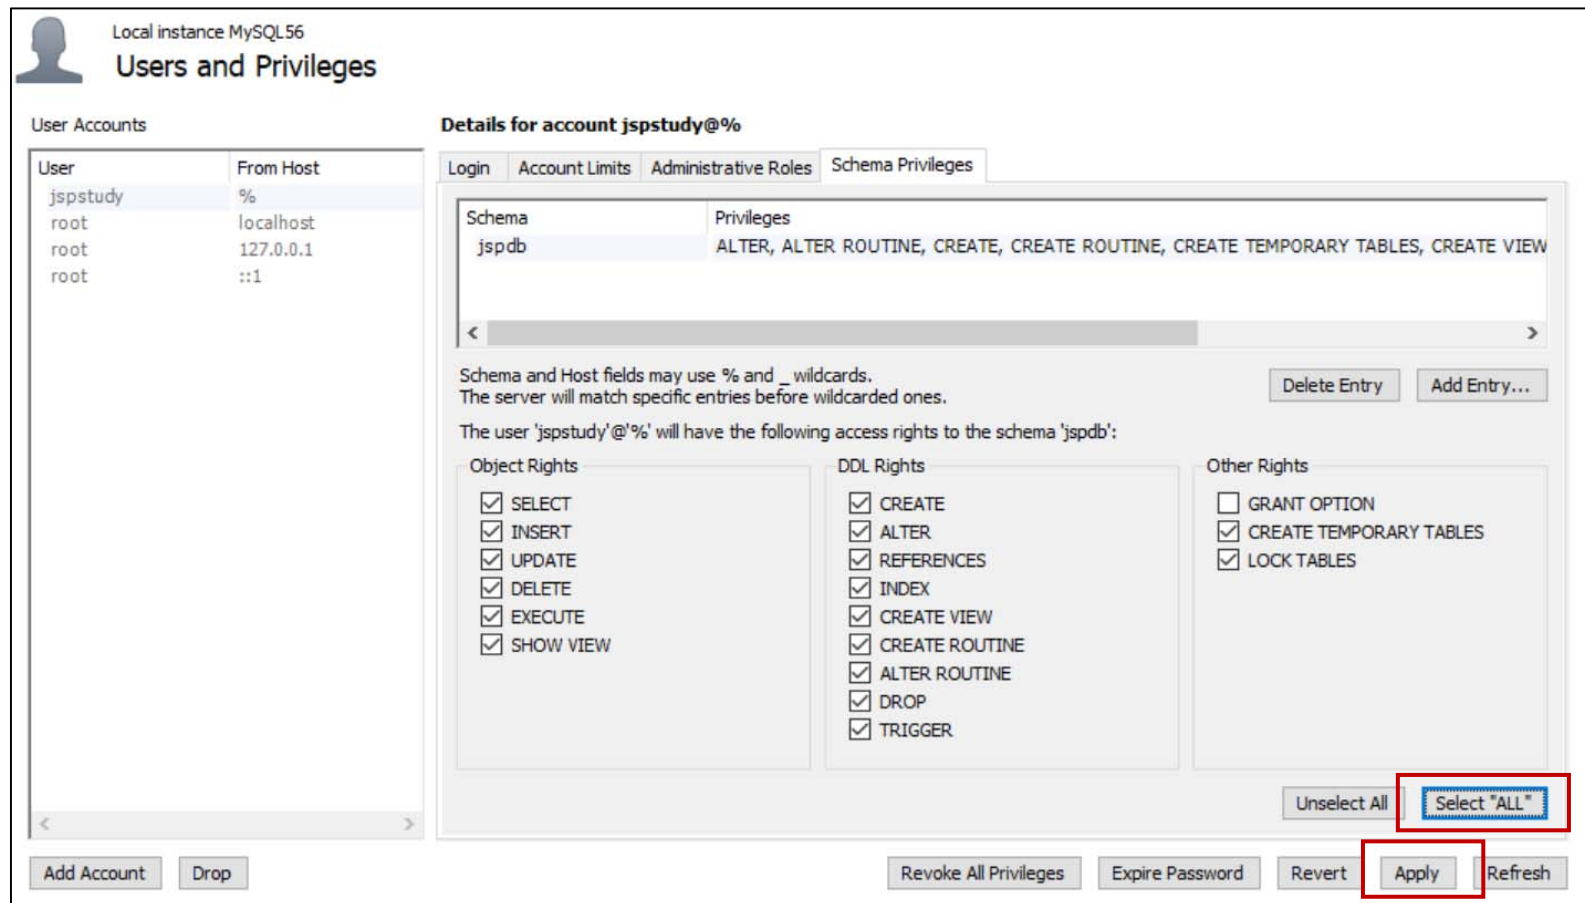 Local instance MySQL56
Users and Privileges
User Accounts
User From Host
jspstudy %
root localhost
root 127.0.0.1
root ::1
Add Account Drop
Details for account jspstudy@%
Login Account Limits Administrative Roles Schema Privileges
Schema Privileges
jspdb ALTER, ALTER ROUTINE, CREATE, CREATE ROUTINE, CREATE TEMPORARY TABLES, CREATE VIEW
Schema and Host fields may use % and _ wildcards.
The server will match specific entries before wildcarded ones.
Delete Entry Add Entry...
The user 'jspstudy'@'%' will have the following access rights to the schema 'jspdb':
Object Rights
SELECT
INSERT
UPDATE
DELETE
EXECUTE
SHOW VIEW
DDL Rights
CREATE
ALTER
REFERENCES
INDEX
CREATE VIEW
CREATE ROUTINE
ALTER ROUTINE
DROP
TRIGGER
Other Rights
GRANT OPTION
CREATE TEMPORARY TABLES
LOCK TABLES
Unselect All Select "ALL"
Revoke All Privileges Expire Password Revert Apply Refresh